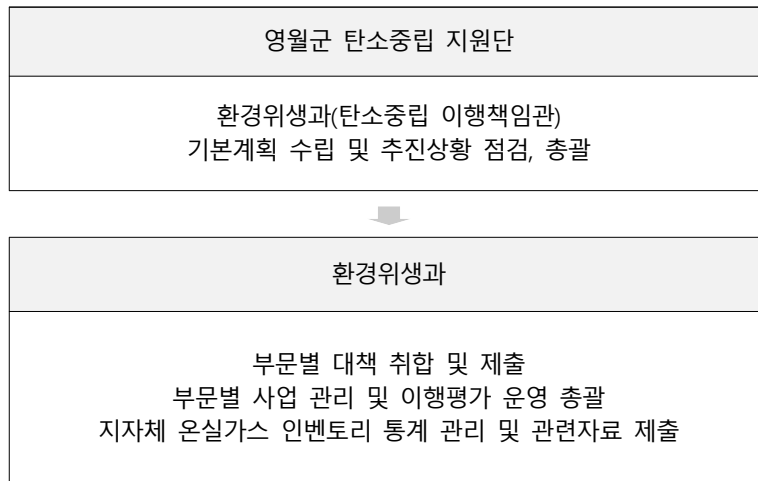 영월군 탄소중립 지원단
환경위생과(탄소중립 이행책임관)
기본계획 수립 및 추진상황 점검, 총괄
환경위생과
부문별 대책 취합 및 제출
부문별 사업 관리 및 이행평가 운영 총괄
지자체 온실가스 인벤토리 통계 관리 및 관련자료 제출